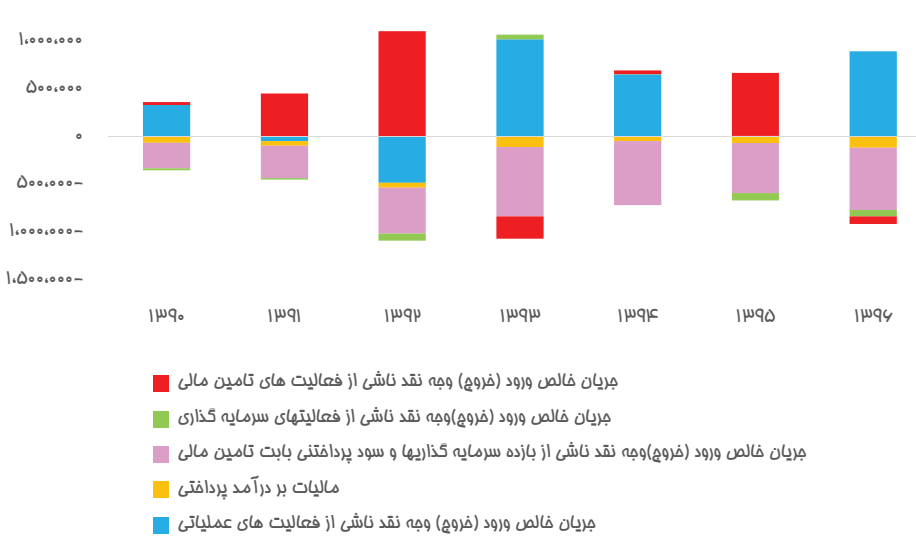 ۱،۰۰۰،۰۰۰
۵۰۰،۰۰۰
۰
۵۰۰،۰۰۰-
۱،۰۰۰،۰۰۰-
۱،۵۰۰،۰۰۰-
۱۳۹۰ ۱۳۹۱ ۱۳۹۲ ۱۳۹۳ ۱۳۹۴ ۱۳۹۵ ۱۳۹۶
جریان خالص ورود (خروج) وجه نقد ناشی از فعالیت های تامین مالی
جریان خالص ورود (خروج)وجه نقد ناشی از فعالیتهای سرمایه گذاری
جریان خالص ورود (خروج)وجه نقد ناشی از بازده سرمایه گذاریها و سود پرداختنی بابت تامین مالی
مالیات بر درآمد پرداختی
جریان خالص ورود (خروج) وجه نقد ناشی از فعالیت های عملیاتی